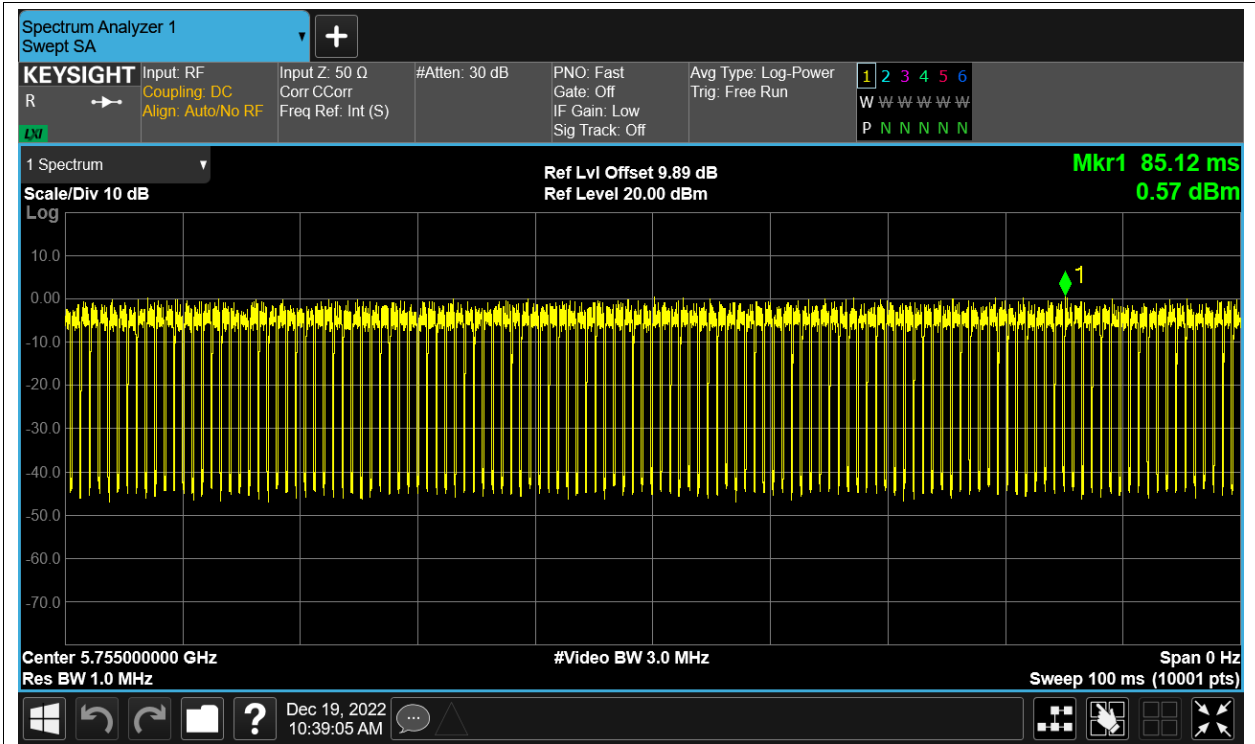 Spectrum Analyzer 1
Swept SA
+
KEYSIGHT
R
LXI
Input: RF
Coupling: DC
Align: Auto/No RF
Input Z: 50 Ω
Corr CCorr
Freq Ref: Int (S)
#Atten: 30 dB
PNO: Fast
Gate: Off
IF Gain: Low
Sig Track: Off
Avg Type: Log-Power
Trig: Free Run
1 2 3 4 5 6
W W W W W W
P N N N N N
1 Spectrum
Scale/Div 10 dB
Ref Lvl Offset 9.89 dB
Ref Level 20.00 dBm
Mkr1 85.12 ms
0.57 dBm
Log
10.0
0.00
-10.0
-20.0
-30.0
-40.0
-50.0
-60.0
-70.0
1
Center 5.755000000 GHz
Res BW 1.0 MHz
#Video BW 3.0 MHz
Span 0 Hz
Sweep 100 ms (10001 pts)
?
Dec 19, 2022
10:39:05 AM